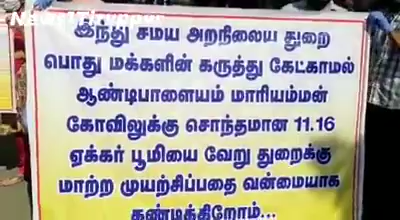 News1Tiruppur
இந்து சமய அறநிலைய துறை
பொது மக்களின் கருத்து கேட்காமல்
ஆண்டிபாளையம் மாரியம்மன்
கோவிலுக்கு சொந்தமான 11.16
ஏக்கர் பூமியை வேறு துறைக்கு
மாற்ற முயற்சிப்பதை வன்மையாக
கண்டிக்கிறோம்...